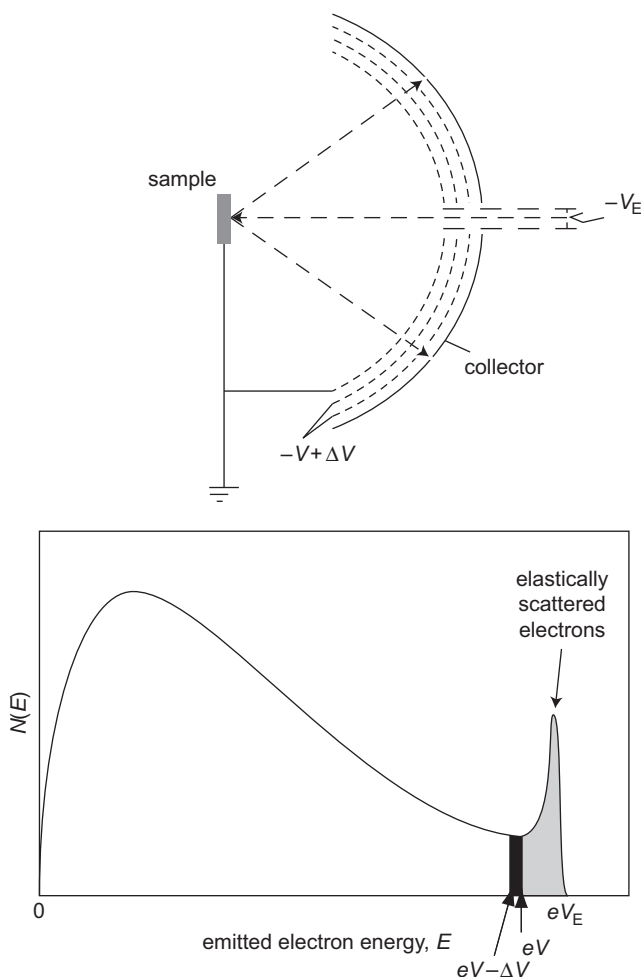 sample
−V_E
collector
−V + ΔV
elastically
scattered
electrons
N(E)
0
eV_E
eV
emitted electron energy, E
eV − ΔV